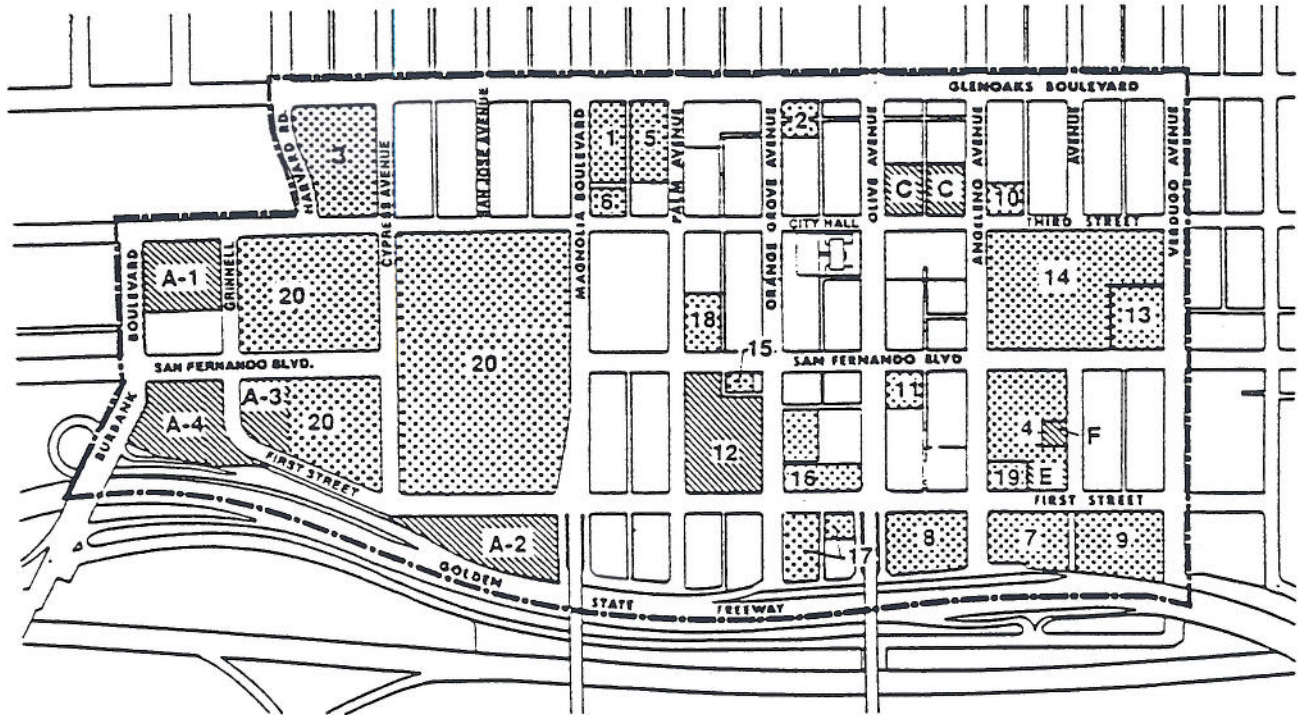 GLENOAKS BOULEVARD
HARVARD RD.
3
CYPRESS AVENUE
SAN JOSE AVENUE
MAGNOLIA BOULEVARD
1
5
6
PALM AVENUE
ORANGE GROVE AVENUE
2
OLIVE AVENUE
C
C
ANGELENO AVENUE
10
AVENUE
VERDUGO AVENUE
CITY HALL
THIRD STREET
BOULEVARD
A-1
GRINNELL
20
20
18
14
13
SAN FERNANDO BLVD.
15
SAN FERNANDO BLVD
BURBANK
A-4
A-3
20
FIRST STREET
12
16
11
4
F
19
E
FIRST STREET
A-2
17
8
7
9
GOLDEN
STATE
FREEWAY